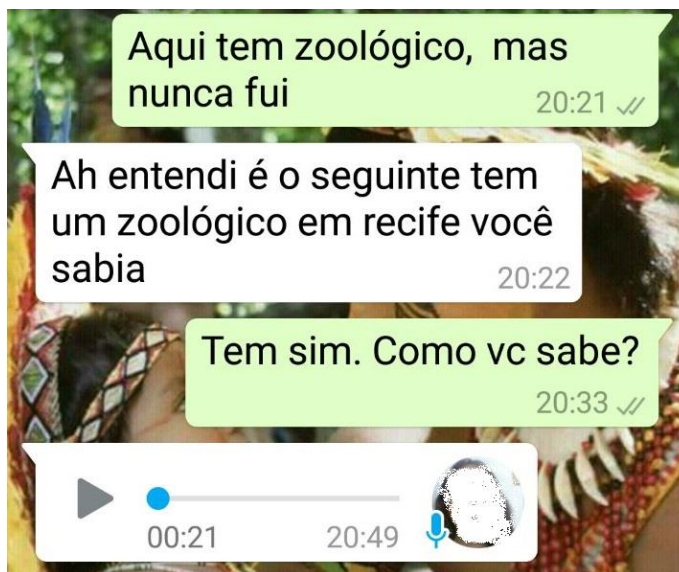 Aqui tem zoológico, mas
nunca fui
20:21
Ah entendi é o seguinte tem
um zoológico em recife você
sabia
20:22
Tem sim. Como vc sabe?
20:33
00:21 20:49